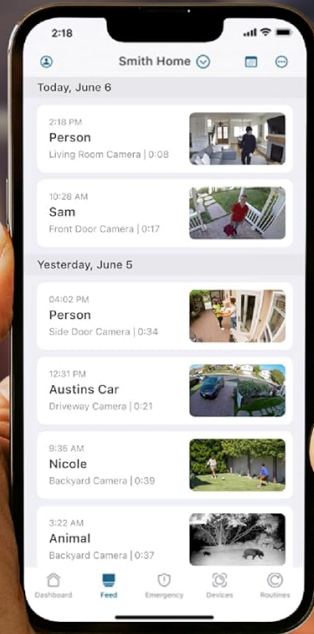 2:18
Smith Home
Today, June 6
2:18 PM
Person
Living Room Camera | 0:08
10:28 AM
Sam
Front Door Camera | 0:17
Yesterday, June 5
04:02 PM
Person
Side Door Camera | 0:34
12:31 PM
Austins Car
Driveway Camera | 0:21
9:35 AM
Nicole
Backyard Camera | 0:39
3:22 AM
Animal
Backyard Camera | 0:37
Dashboard
Feed
Emergency
Devices
Routines